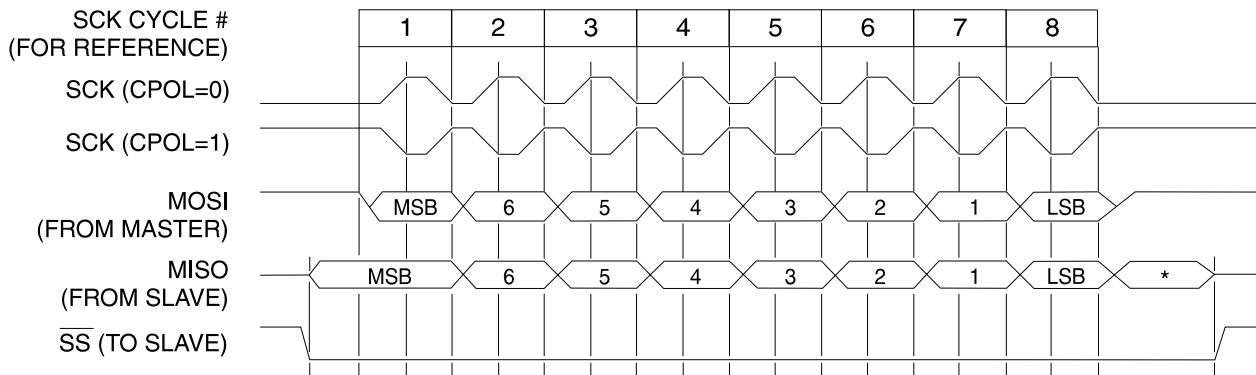 SCK CYCLE #
(FOR REFERENCE)
1 2 3 4 5 6 7 8
SCK (CPOL=0)
SCK (CPOL=1)
MOSI
(FROM MASTER)
MSB 6 5 4 3 2 1 LSB
MISO
(FROM SLAVE)
MSB 6 5 4 3 2 1 LSB *
SS (TO SLAVE)